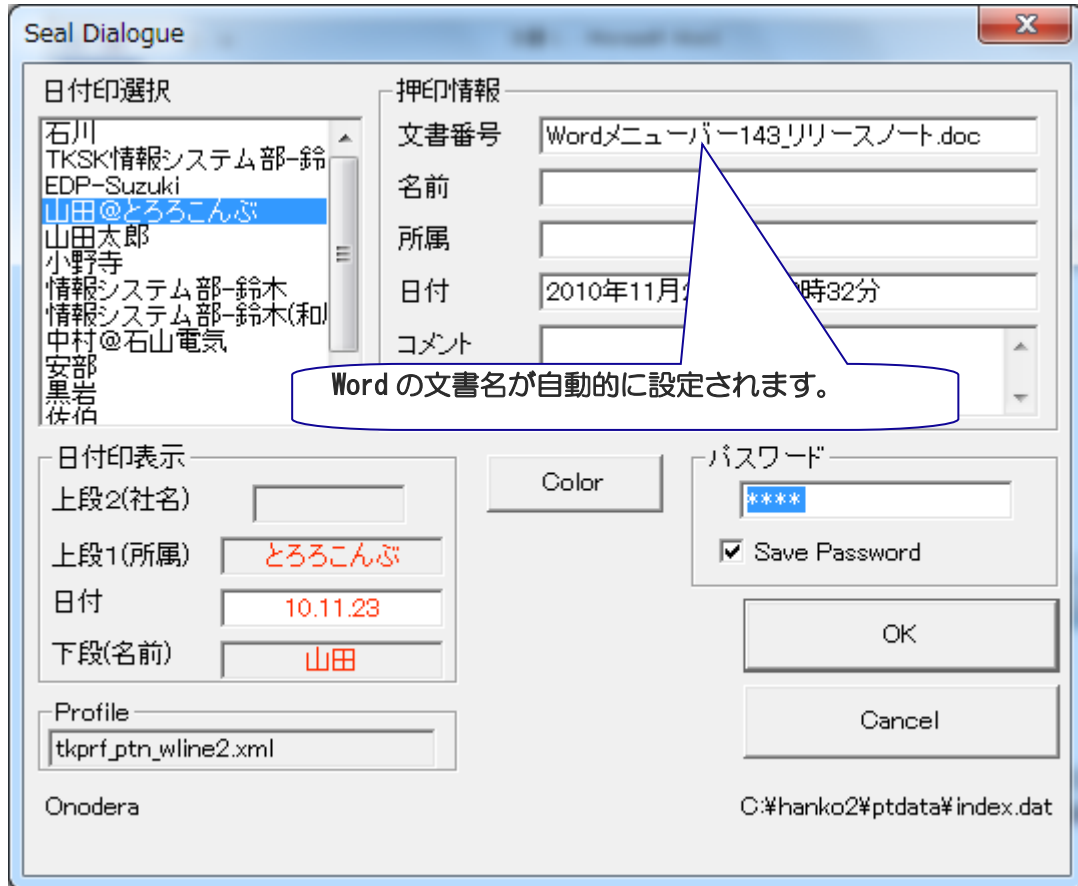 Seal Dialogue
日付印選択
石川
TKSK情報システム部-鈴
EDP-Suzuki
山田@とろろこんぶ
山田太郎
小野寺
情報システム部-鈴木
情報システム部-鈴木(和
中村@石山電気
安部
黒岩
佐伯
押印情報
文書番号
Wordメニューバー143_リリースノート.doc
名前
所属
日付
2010年11月2 時32分
コメント
Word の文書名が自動的に設定されます。
日付印表示
上段2(社名)
上段1(所属)
とろろこんぶ
日付
10.11.23
下段(名前)
山田
Color
パスワード
****
Save Password
OK
Cancel
Profile
tkprf_ptn_wline2.xml
Onodera
C:¥hanko2¥ptdata¥index.dat